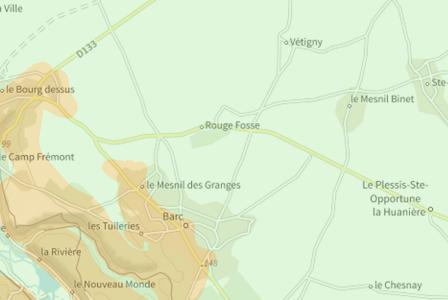 a Ville
D133
Vétigny
le Bourg dessus
Ste-
le Mesnil Binet
Rouge Fosse
le Camp Frémont
le Mesnil des Granges
Le Plessis-Ste-
Opportune
la Huanière
Barc
les Tuileries
la Rivière
le Nouveau Monde
le Chesnay